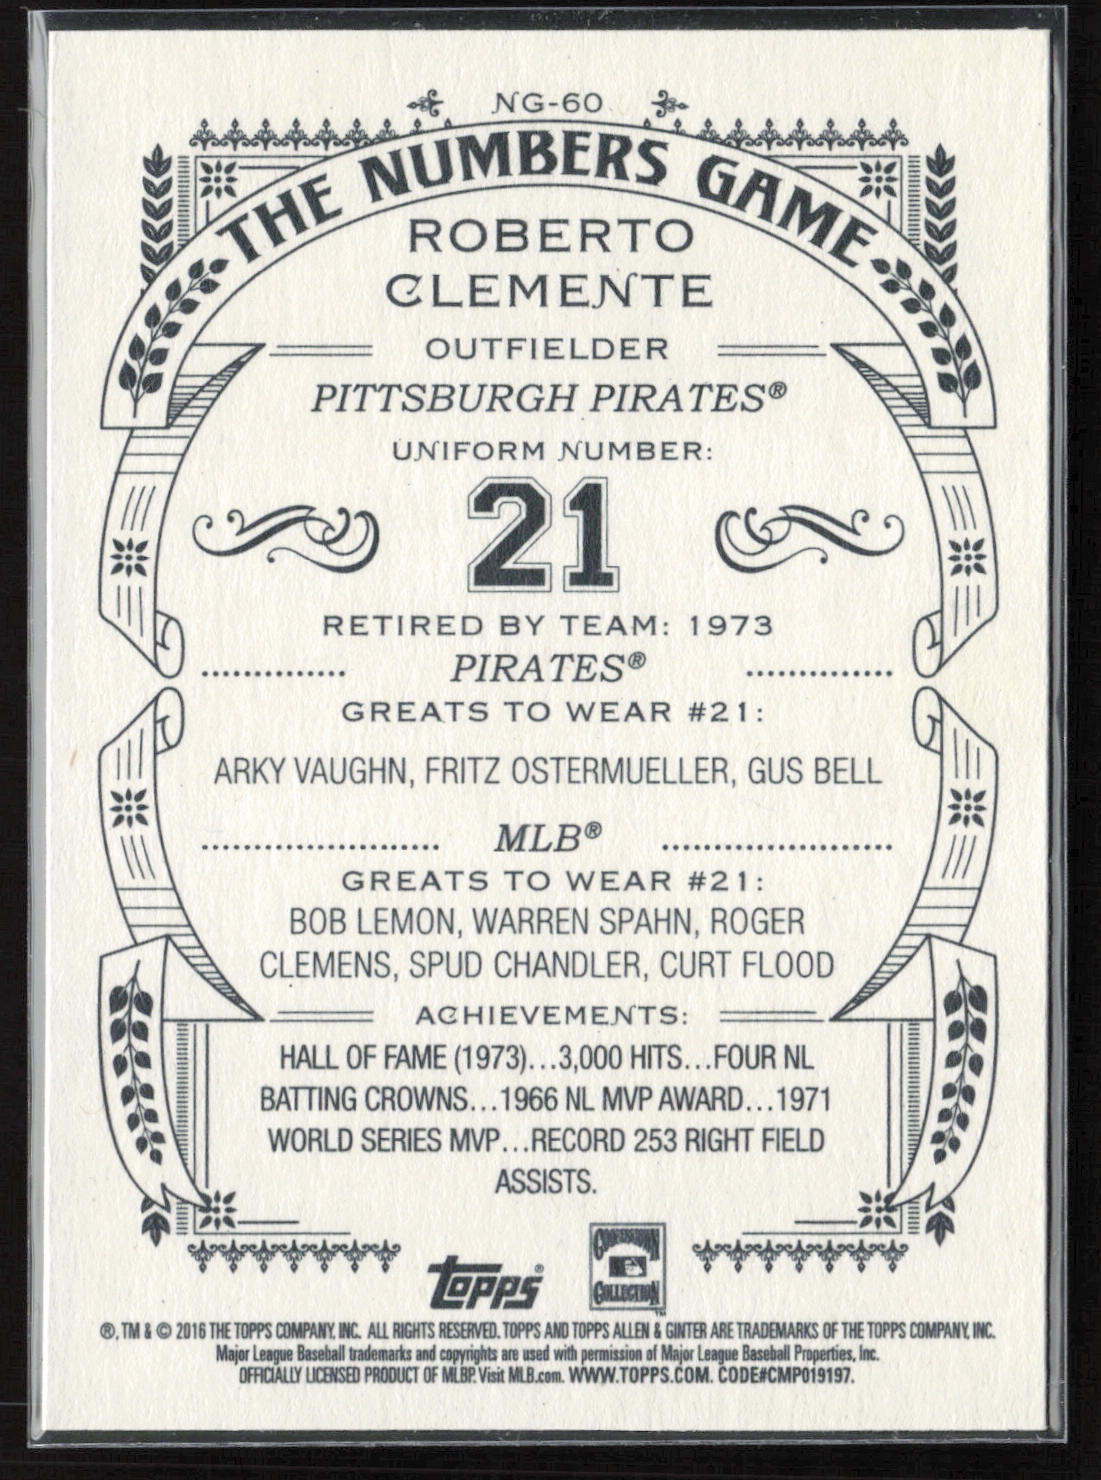 NG-60
THE NUMBERS GAME
ROBERTO
CLEMENTE
OUTFIELDER
PITTSBURGH PIRATES®
UNIFORM NUMBER:
21
RETIRED BY TEAM: 1973
PIRATES®
GREATS TO WEAR #21:
ARKY VAUGHN, FRITZ OSTERMUELLER, GUS BELL
MLB®
GREATS TO WEAR #21:
BOB LEMON, WARREN SPAHN, ROGER
CLEMENS, SPUD CHANDLER, CURT FLOOD
ACHIEVEMENTS:
HALL OF FAME (1973)...3,000 HITS...FOUR NL
BATTING CROWNS...1966 NL MVP AWARD...1971
WORLD SERIES MVP...RECORD 253 RIGHT FIELD
ASSISTS.
COOPERSTOWN
COLLECTION™
topps®
®, TM & © 2016 THE TOPPS COMPANY, INC. ALL RIGHTS RESERVED. TOPPS AND TOPPS ALLEN & GINTER ARE TRADEMARKS OF THE TOPPS COMPANY, INC.
Major League Baseball trademarks and copyrights are used with permission of Major League Baseball Properties, Inc.
OFFICIALLY LICENSED PRODUCT OF MLBP. Visit MLB.com. WWW.TOPPS.COM. CODE#CMP019197.